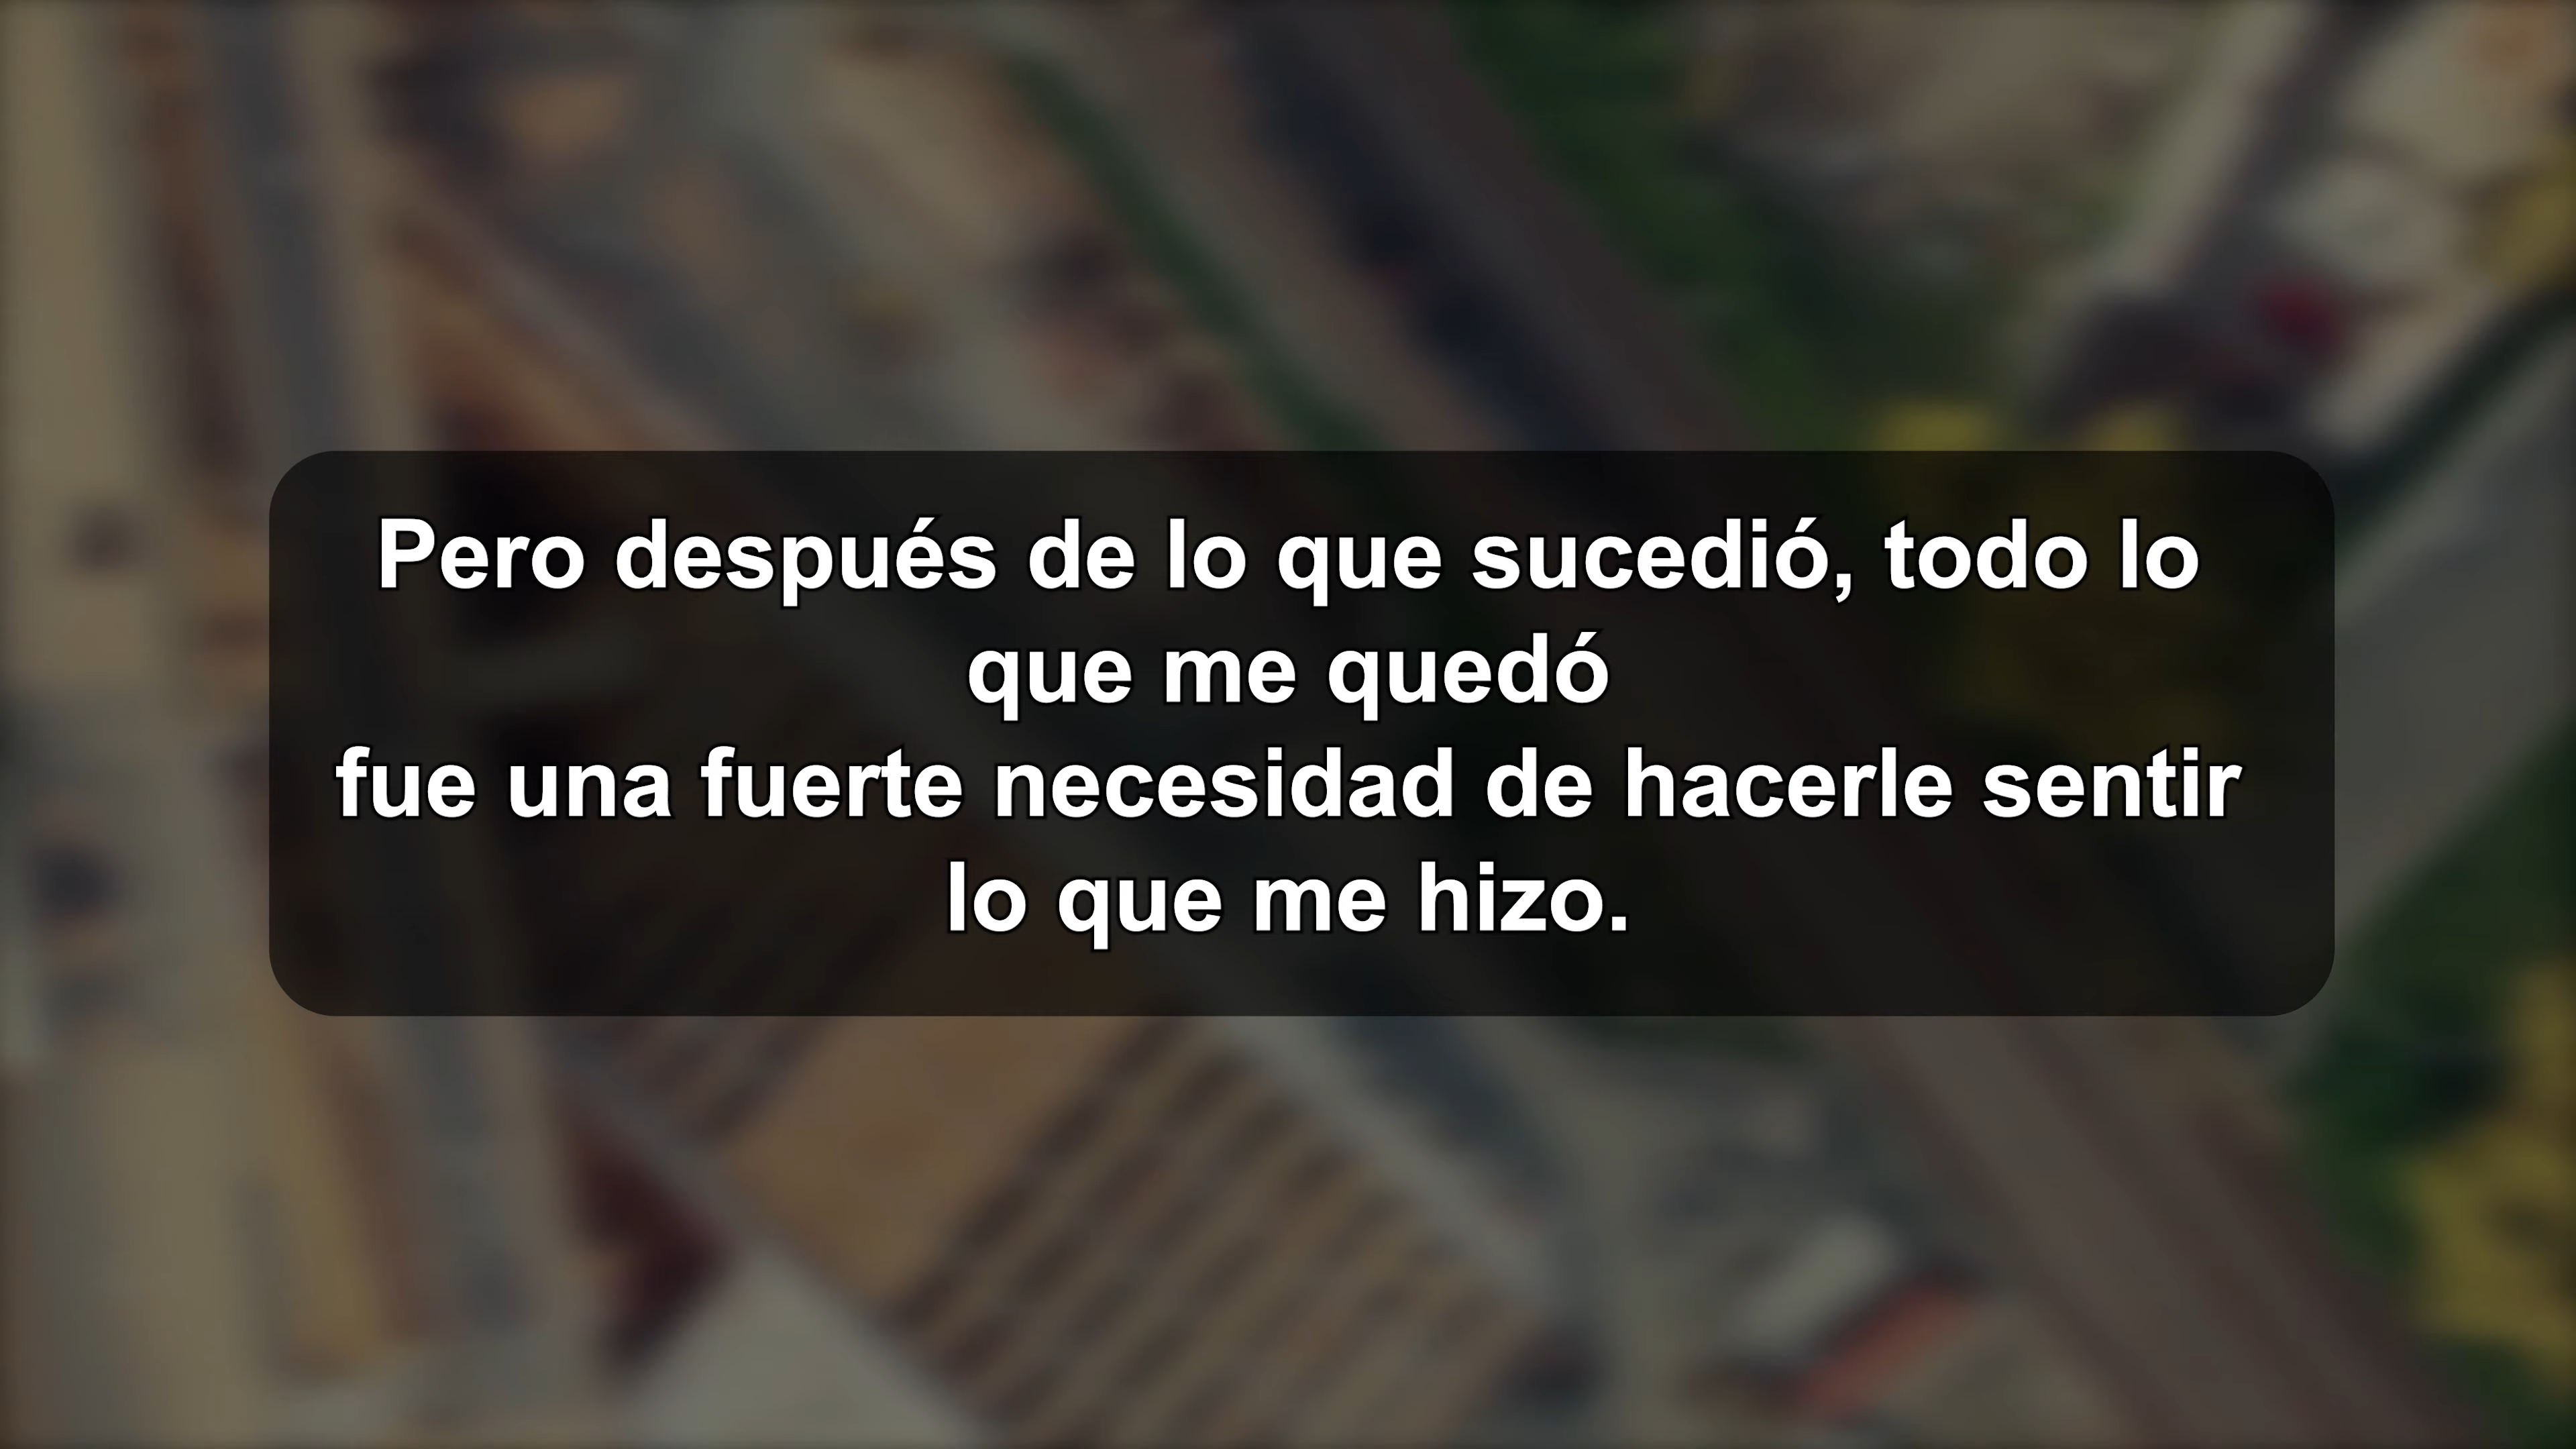 Pero después de lo que sucedió, todo lo
que me quedó
fue una fuerte necesidad de hacerle sentir
lo que me hizo.